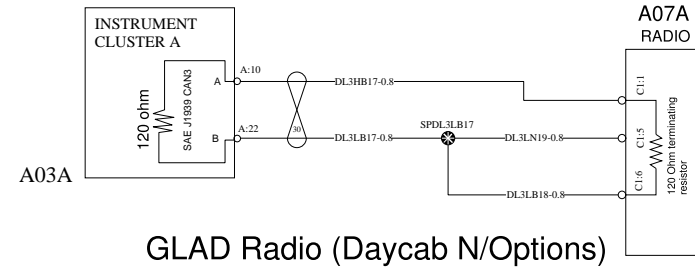 A07A
RADIO
INSTRUMENT
CLUSTER A
A:10
A
DL3HB17-0.8
C1:1
120 ohm
SAE J1939 CAN3
30
SPDL3LB17
A:22
B
DL3LB17-0.8
DL3LN19-0.8
C1:5
120 Ohm terminating
resistor
A03A
DL3LB18-0.8
C1:6
GLAD Radio (Daycab N/Options)